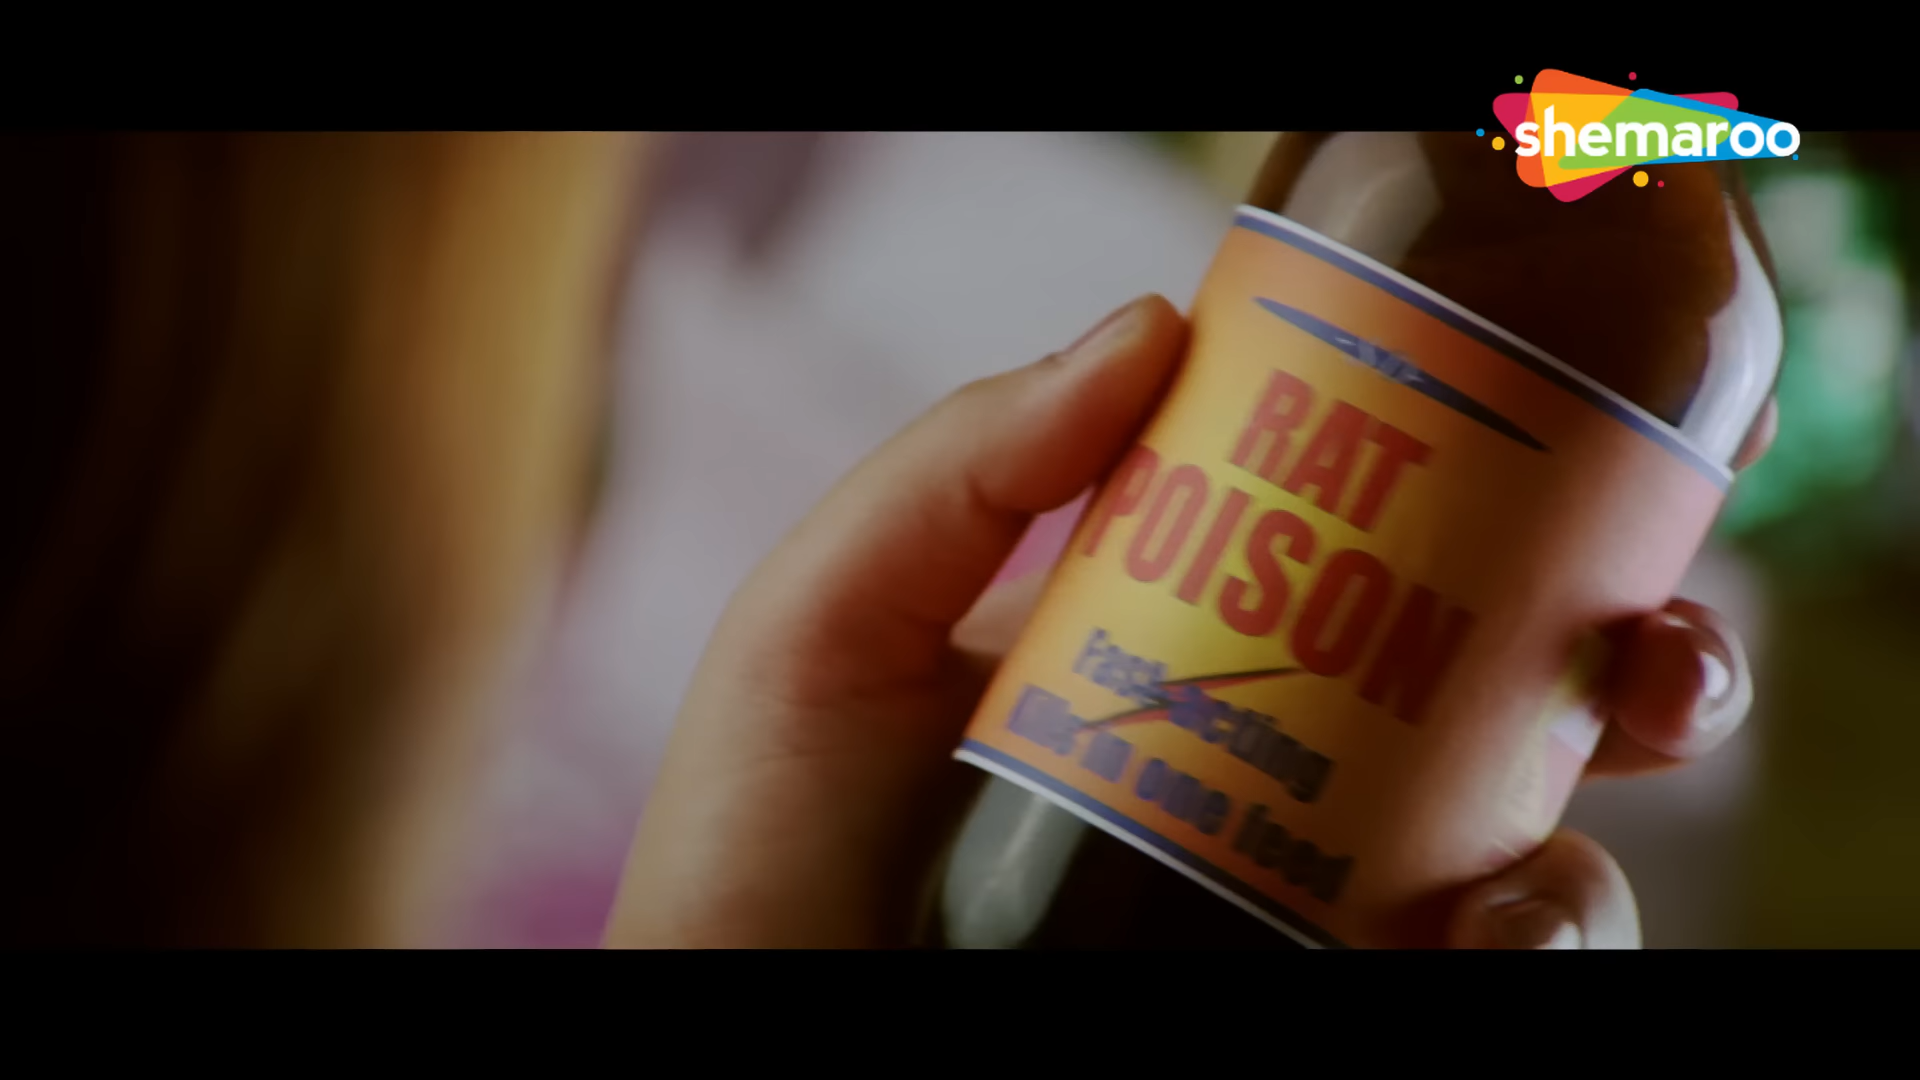 shemaroo
RAT
POISON
Fast-acting
Kills in one feed